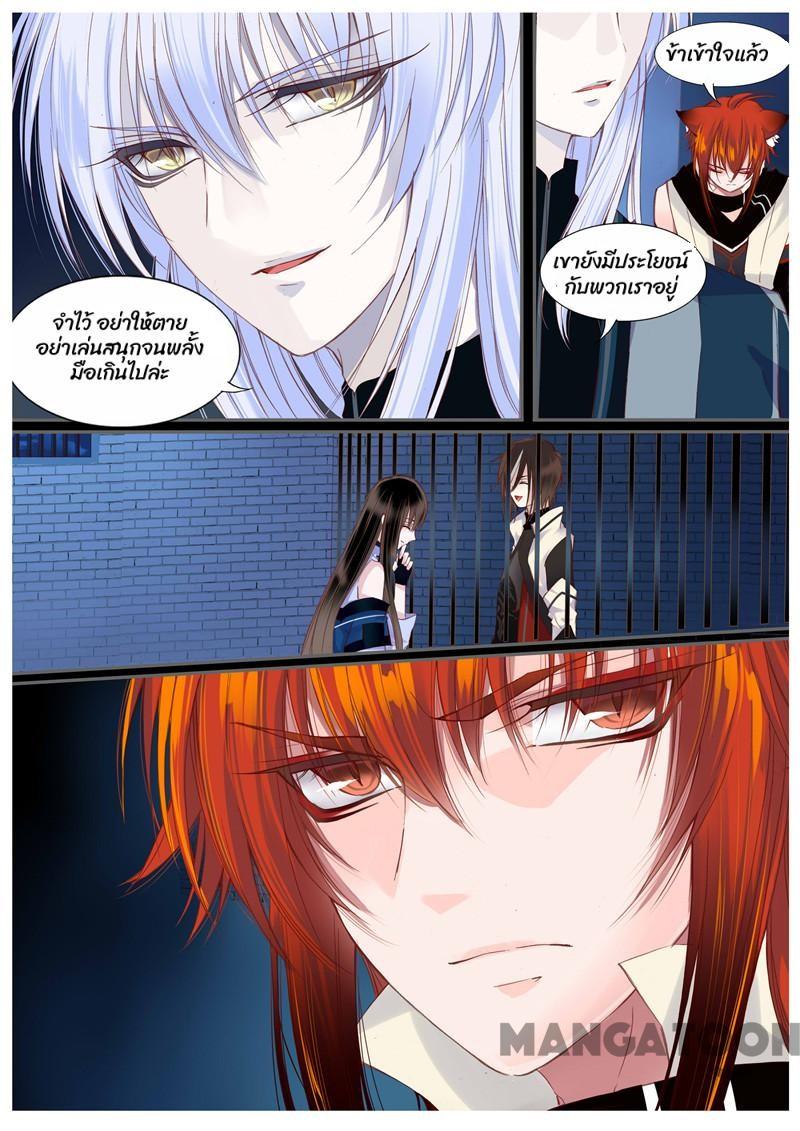 จำไว้ อย่าให้ตาย
อย่าเล่นสนุกจนพลั้ง
มือเกินไปล่ะ
ข้าเข้าใจแล้ว
เขายังมีประโยชน์
กับพวกเราอยู่
MANGATOON